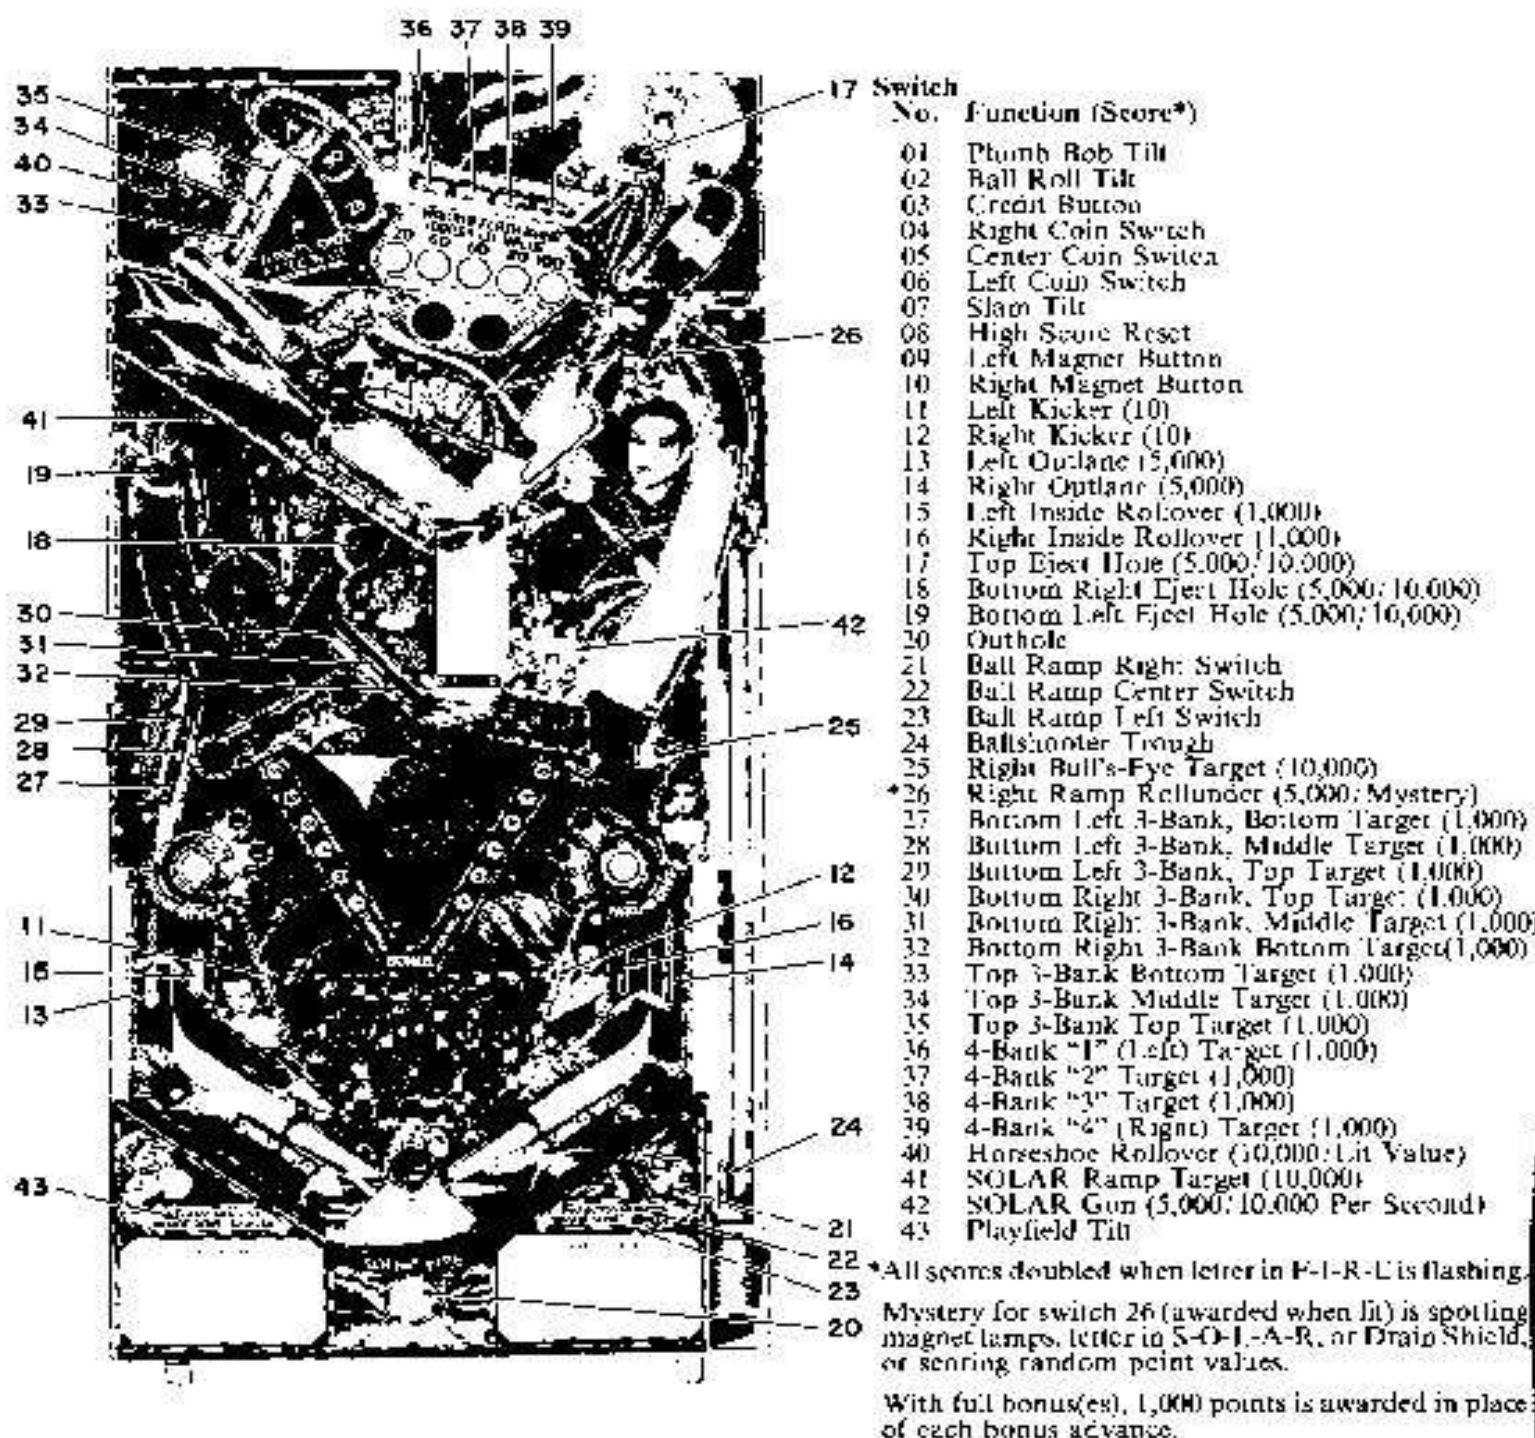 36 37 38 39
17
35
34
40
33
26
41
19
18
30
31
32
42
29
28
27
25
12
11
16
15
14
13
24
43
21
22
23
20
20 40 60 80 100
BONUS
Switch
No. Function (Score*)
01 Plumb Bob Tilt
02 Ball Roll Tilt
03 Credit Button
04 Right Coin Switch
05 Center Coin Switch
06 Left Coin Switch
07 Slam Tilt
08 High Score Reset
09 Left Magnet Button
10 Right Magnet Button
11 Left Kicker (10)
12 Right Kicker (10)
13 Left Outlane (5,000)
14 Right Outlane (5,000)
15 Left Inside Rollover (1,000)
16 Right Inside Rollover (1,000)
17 Top Eject Hole (5,000/10,000)
18 Bottom Right Eject Hole (5,000/10,000)
19 Bottom Left Eject Hole (5,000/10,000)
20 Outhole
21 Ball Ramp Right Switch
22 Ball Ramp Center Switch
23 Ball Ramp Left Switch
24 Ballshooter Trough
25 Right Bull's-Eye Target (10,000)
*26 Right Ramp Rollunder (5,000/Mystery)
27 Bottom Left 3-Bank, Bottom Target (1,000)
28 Bottom Left 3-Bank, Middle Target (1,000)
29 Bottom Left 3-Bank, Top Target (1,000)
30 Bottom Right 3-Bank, Top Target (1,000)
31 Bottom Right 3-Bank, Middle Target (1,000)
32 Bottom Right 3-Bank Bottom Target(1,000)
33 Top 3-Bank Bottom Target (1,000)
34 Top 3-Bank Middle Target (1,000)
35 Top 3-Bank Top Target (1,000)
36 4-Bank "1" (Left) Target (1,000)
37 4-Bank "2" Target (1,000)
38 4-Bank "3" Target (1,000)
39 4-Bank "4" (Right) Target (1,000)
40 Horseshoe Rollover (10,000/Lit Value)
41 SOLAR Ramp Target (10,000)
42 SOLAR Gun (5,000/10,000 Per Second)
43 Playfield Tilt
*All scores doubled when letter in F-I-R-E is flashing.
Mystery for switch 26 (awarded when lit) is spotting
magnet lamps, letter in S-O-L-A-R, or Drain Shield,
or scoring random point values.
With full bonus(es), 1,000 points is awarded in place
of each bonus advance.